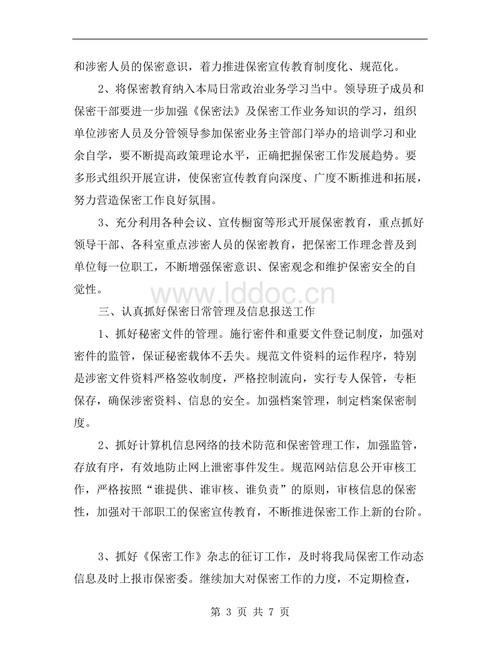 和涉密人员的保密意识，着力推进保密宣传教育制度化、规范化。
2、将保密教育纳入本局日常政治业务学习当中。领导班子成员和
保密干部要进一步加强《保密法》及保密工作业务知识的学习，组织
单位涉密人员及分管领导参加保密业务主管部门举办的培训学习和业
余自学，要不断提高政策理论水平，正确把握保密工作发展趋势。要
多形式组织开展宣讲，使保密宣传教育向深度、广度不断推进和拓展，
努力营造保密工作良好氛围。
3、充分利用各种会议、宣传橱窗等形式开展保密教育，重点抓好
领导干部、各科室重点涉密人员的保密教育，把保密工作理念普及到
单位每一位职工，不断增强保密意识、保密观念和维护保密安全的自
觉性。
www.lddoc.cn
三、认真抓好保密日常管理及信息报送工作
1、抓好秘密文件的管理。施行密件和重要文件登记制度，加强对
密件的监管，保证秘密载体不丢失。规范文件资料的运作程序，特别
是涉密文件资料严格签收制度，严格控制流向，实行专人保管，专柜
保存，确保涉密资料、信息的安全。加强档案管理，制定档案保密制
度。
2、抓好计算机信息网络的技术防范和保密管理工作，加强监管，
存放有序，有效地防止网上泄密事件发生。规范网站信息公开审核工
作，严格按照“谁提供、谁审核、谁负责”的原则，审核信息的保密
性，加强对干部职工的保密宣传教育，不断推进保密工作上新的台阶。
3、抓好《保密工作》杂志的征订工作，及时将我局保密工作动态
信息及时上报市保密委。继续加大对保密工作的力度，不定期检查，
第 3 页 共 7 页